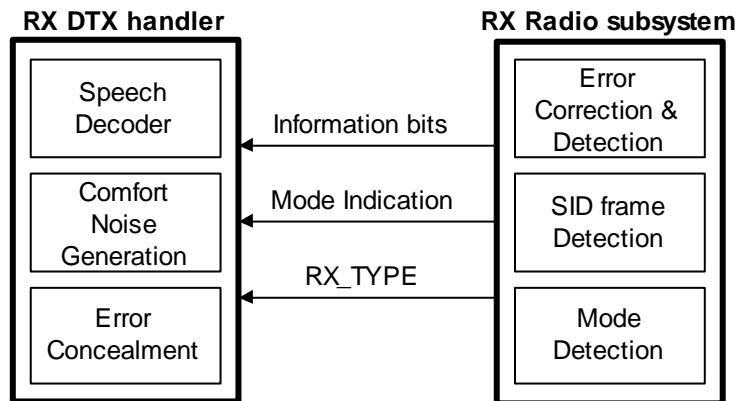 RX DTX handler
Speech
Decoder
Comfort
Noise
Generation
Error
Concealment
Information bits
Mode Indication
RX_TYPE
RX Radio subsystem
Error
Correction &
Detection
SID frame
Detection
Mode
Detection